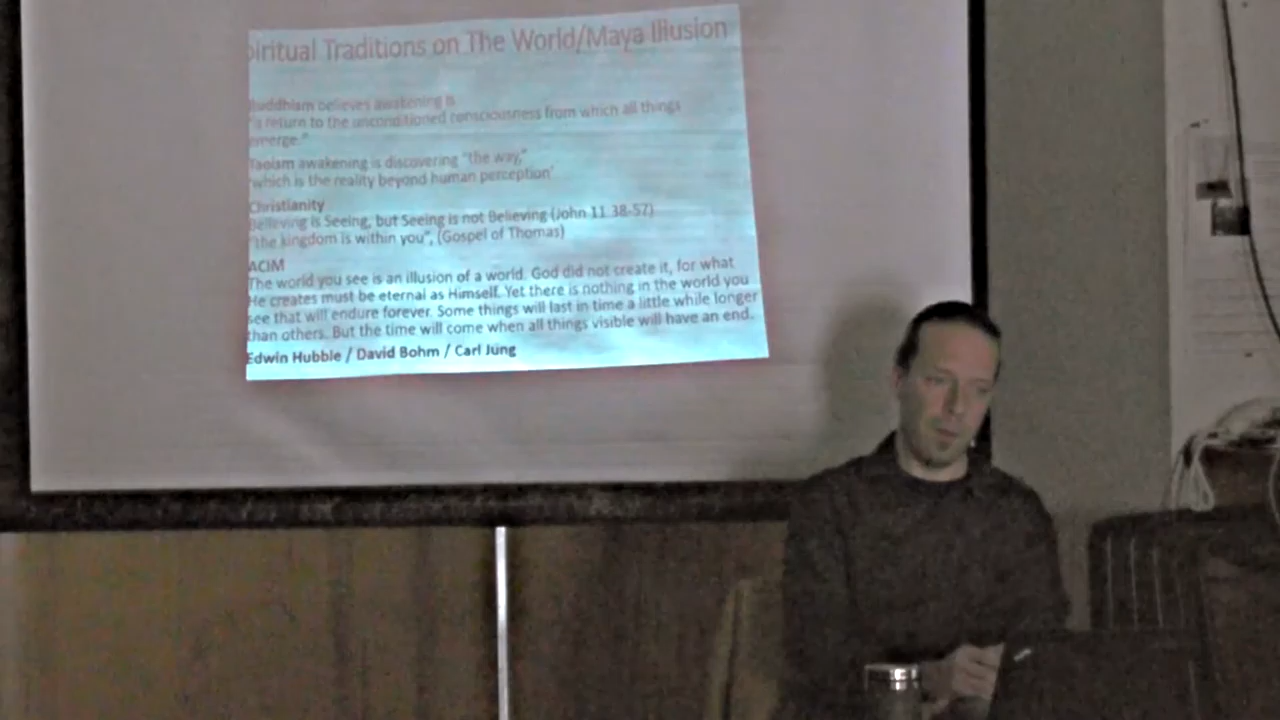 piritual Traditions on The World/Maya Illusion
Buddhism believes awakening is
"a return to the unconditioned consciousness from which all things
emerge."
Taoism awakening is discovering "the way,"
"which is the reality beyond human perception'
Christianity
Believing is Seeing, but Seeing is not Believing (John 11 38-57)
"the kingdom is within you", (Gospel of Thomas)
ACIM
The world you see is an illusion of a world. God did not create it, for what
He creates must be eternal as Himself. Yet there is nothing in the world you
see that will endure forever. Some things will last in time a little while longer
than others. But the time will come when all things visible will have an end.
Edwin Hubble / David Bohm / Carl Jung